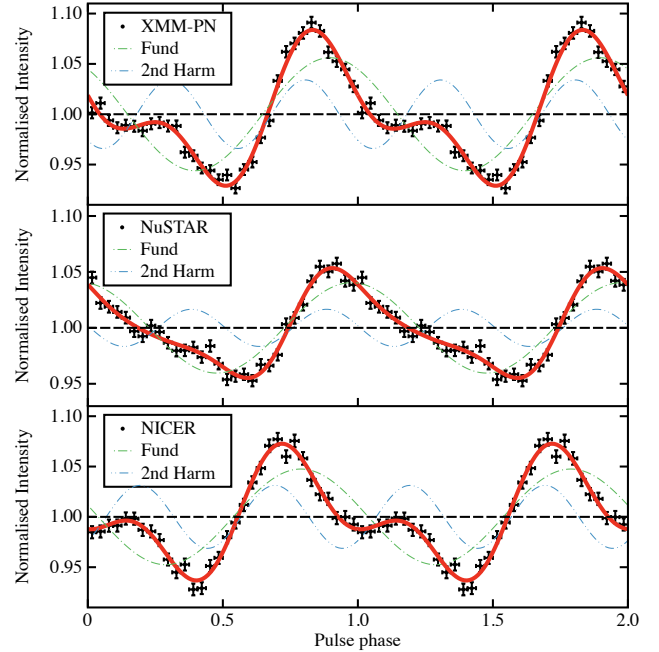 1.10
XMM-PN
Fund
2nd Harm
1.05
1.00
0.95
Normalised Intensity
1.10
NuSTAR
Fund
2nd Harm
1.05
1.00
0.95
Normalised Intensity
1.10
NICER
Fund
2nd Harm
1.05
1.00
0.95
Normalised Intensity
0 0.5 1.0 1.5 2.0
Pulse phase